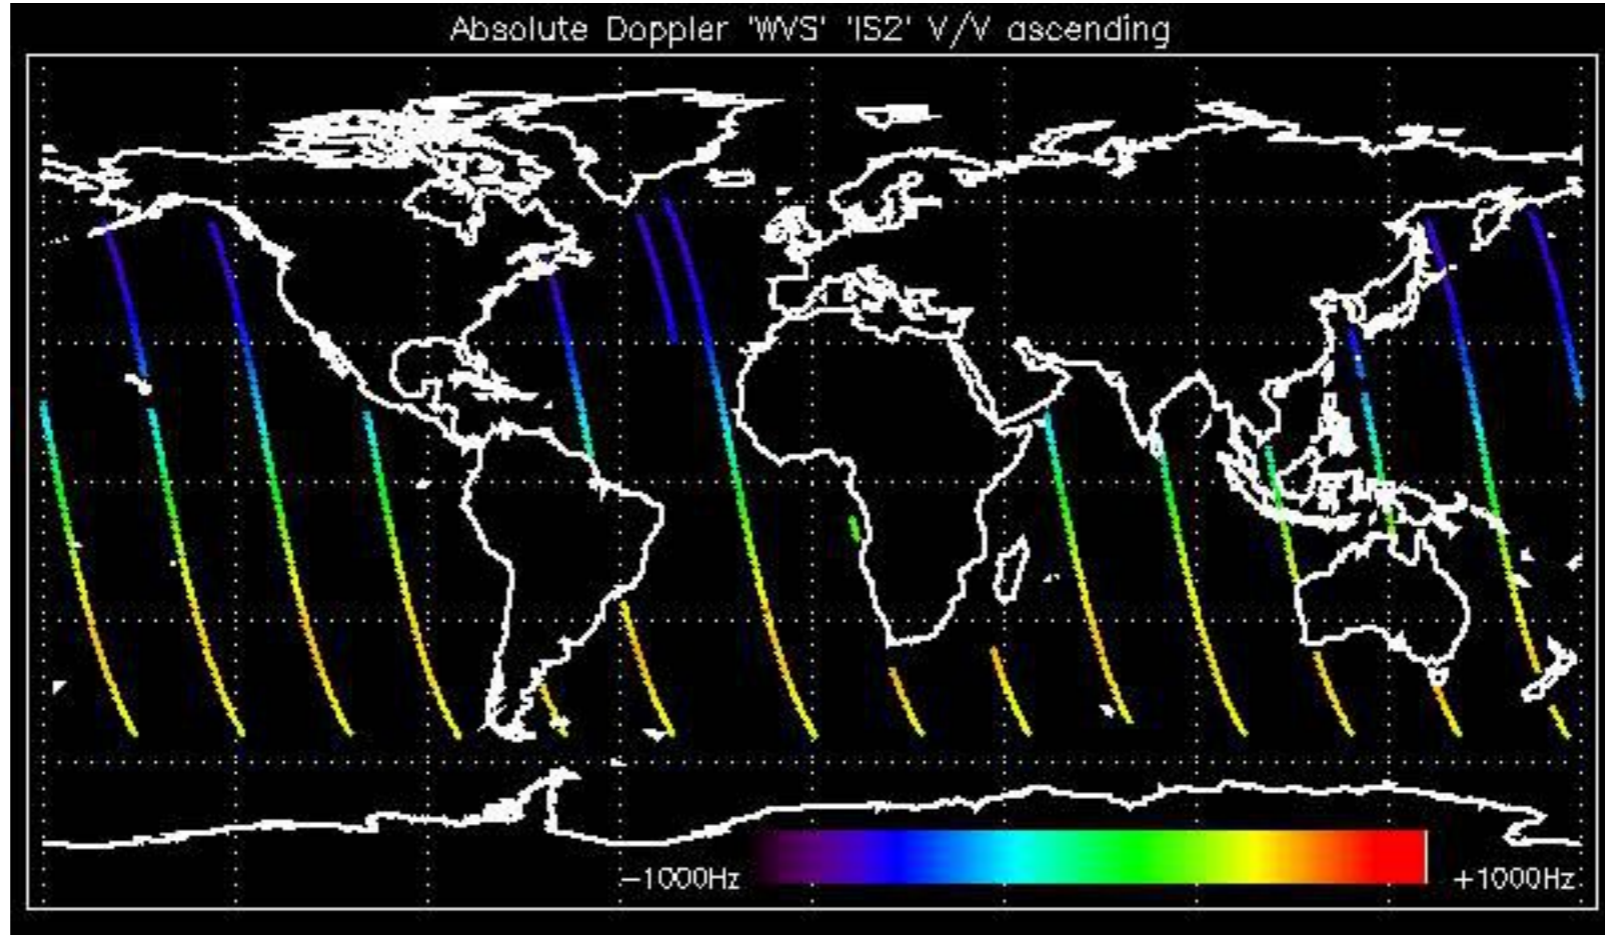 Absolute Doppler 'WVS' 'IS2' V/V ascending
−1000Hz +1000Hz